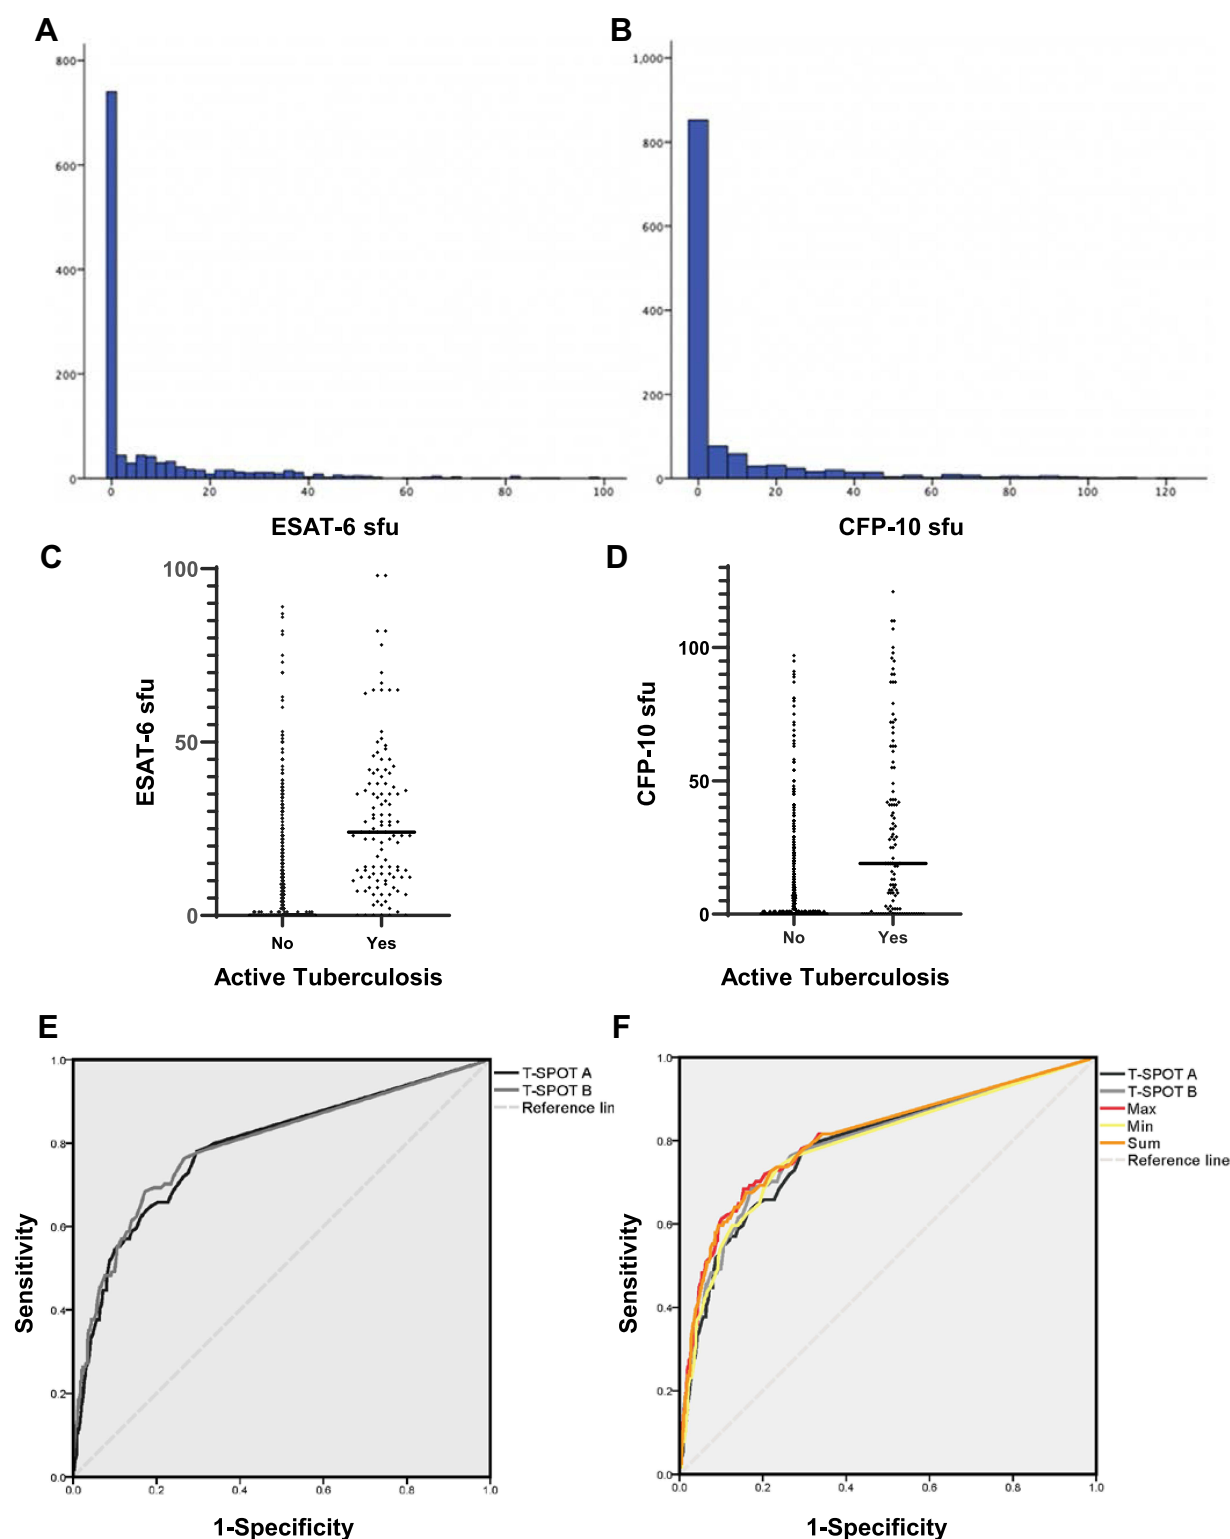 A
800
600
400
200
0
0 20 40 60 80 100
ESAT-6 sfu
B
1,000
800
600
400
200
0
0 20 40 60 80 100 120
CFP-10 sfu
C
100
50
0
ESAT-6 sfu
No Yes
Active Tuberculosis
D
100
50
0
CFP-10 sfu
No Yes
Active Tuberculosis
E
1.0
0.8
0.6
0.4
0.2
0.0
Sensitivity
0.0 0.2 0.4 0.6 0.8 1.0
1-Specificity
T-SPOT A
T-SPOT B
Reference lin
F
1.0
0.8
0.6
0.4
0.2
0.0
Sensitivity
0.0 0.2 0.4 0.6 0.8 1.0
1-Specificity
T-SPOT A
T-SPOT B
Max
Min
Sum
Reference line